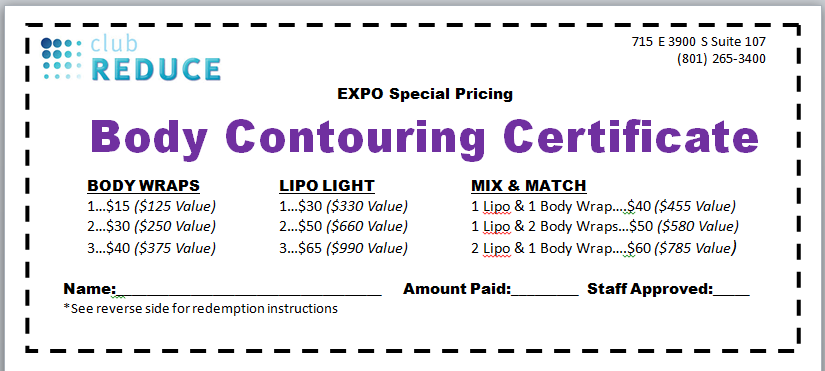 club
REDUCE
715 E 3900 S Suite 107
(801) 265-3400
EXPO Special Pricing
Body Contouring Certificate
BODY WRAPS
1...$15 ($125 Value)
2...$30 ($250 Value)
3...$40 ($375 Value)
LIPO LIGHT
1...$30 ($330 Value)
2...$50 ($660 Value)
3...$65 ($990 Value)
MIX & MATCH
1 Lipo & 1 Body Wrap....$40 ($455 Value)
1 Lipo & 2 Body Wraps...$50 ($580 Value)
2 Lipo & 1 Body Wrap....$60 ($785 Value)
Name:______________________________ Amount Paid:________ Staff Approved:____
*See reverse side for redemption instructions